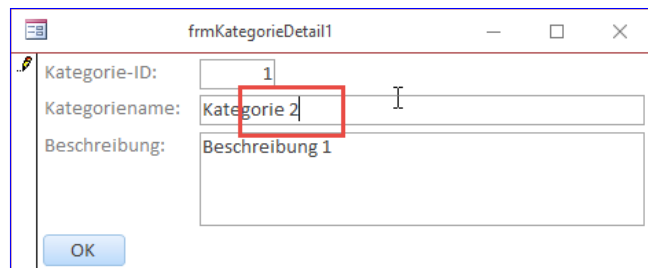 frmKategorieDetail1
Kategorie-ID: 1
Kategoriename: Kategorie 2
Beschreibung: Beschreibung 1
OK